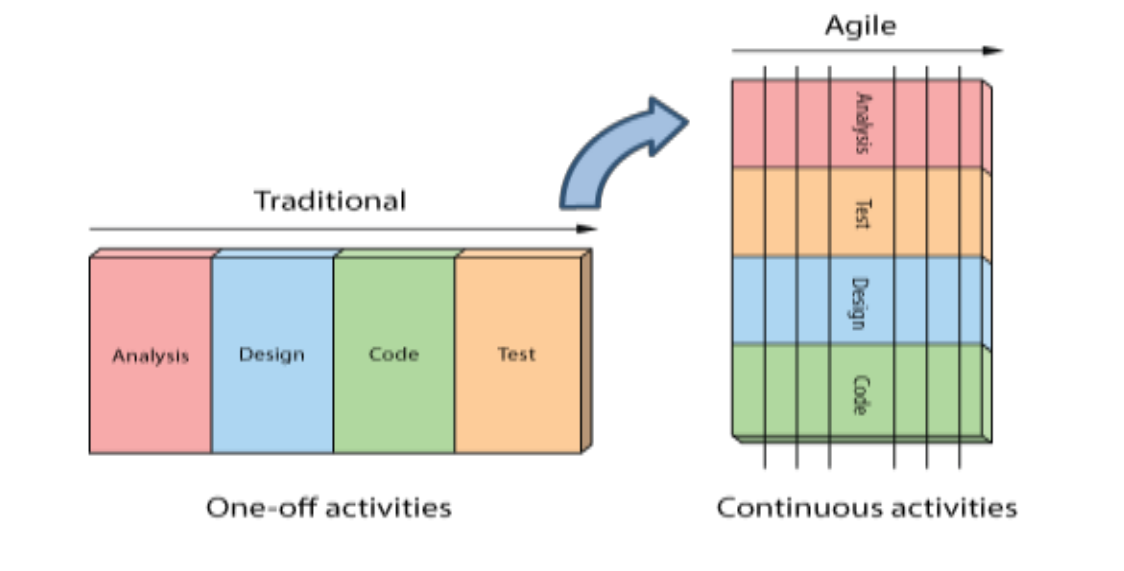 Agile
Analysis
Test
Design
Code
Traditional
Analysis
Design
Code
Test
One-off activities
Continuous activities